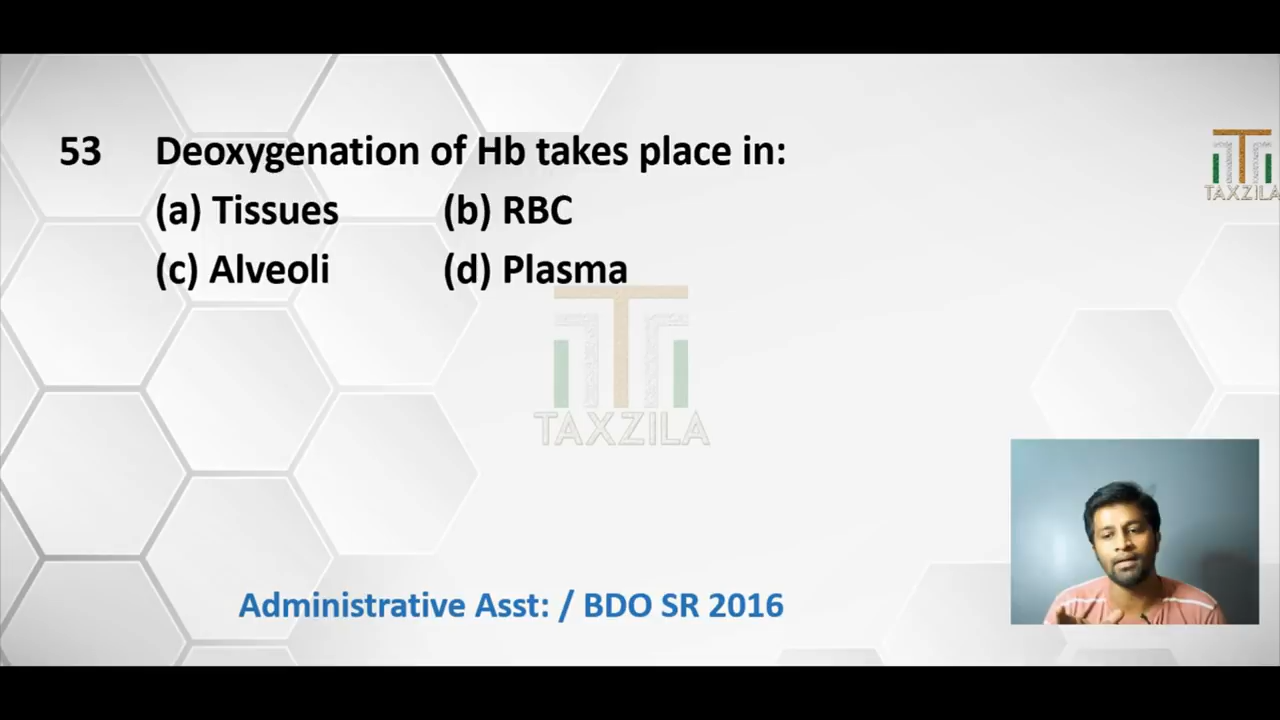 53 Deoxygenation of Hb takes place in:
(a) Tissues (b) RBC
(c) Alveoli (d) Plasma
TAXZILA
TAXZILA
Administrative Asst: / BDO SR 2016